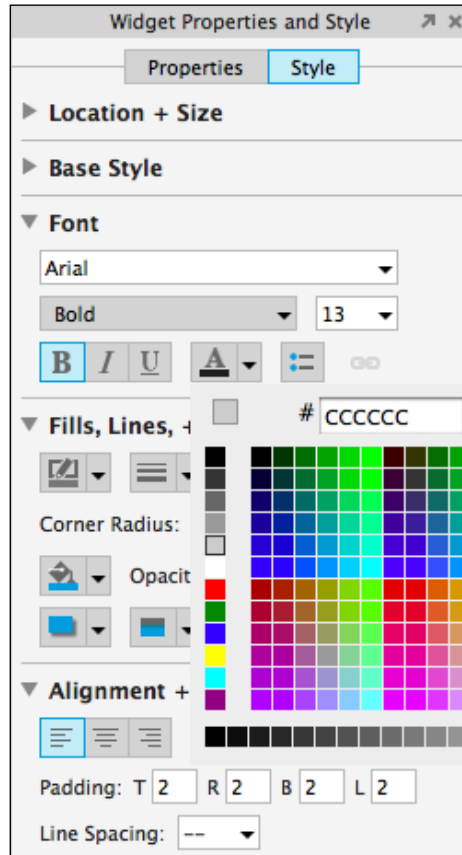 Widget Properties and Style
Properties Style
Location + Size
Base Style
Font
Arial
Bold 13
B I U A
# CCCCCC
Fills, Lines, +
Corner Radius:
Opacit
Alignment +
Padding: T 2 R 2 B 2 L 2
Line Spacing: --